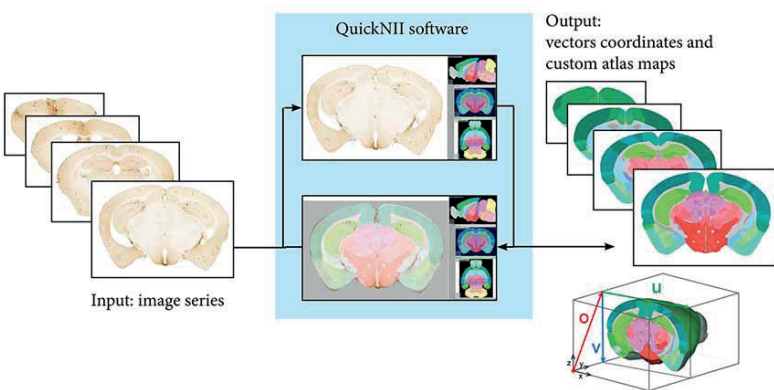 QuickNII software
Output:
vectors coordinates and
custom atlas maps
Input: image series
u
o
v
z
y
x